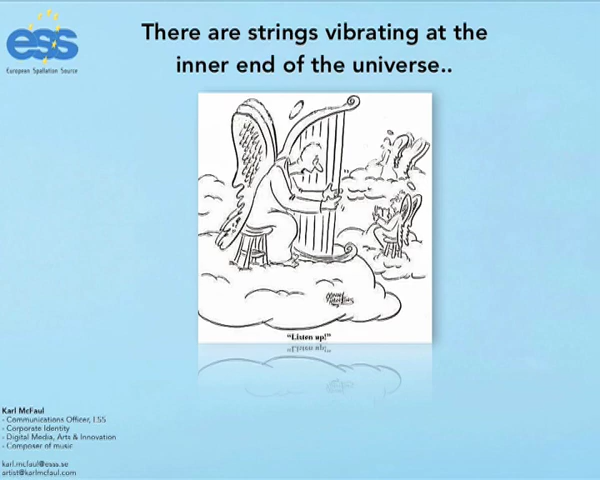 ess
European Spallation Source
There are strings vibrating at the
inner end of the universe..
"Listen up!"
Karl McFaul
- Communications Officer, ESS
- Corporate Identity
- Digital Media, Arts & Innovation
- Composer of music
karl.mcfaul@esss.se
artist@karlmcfaul.com